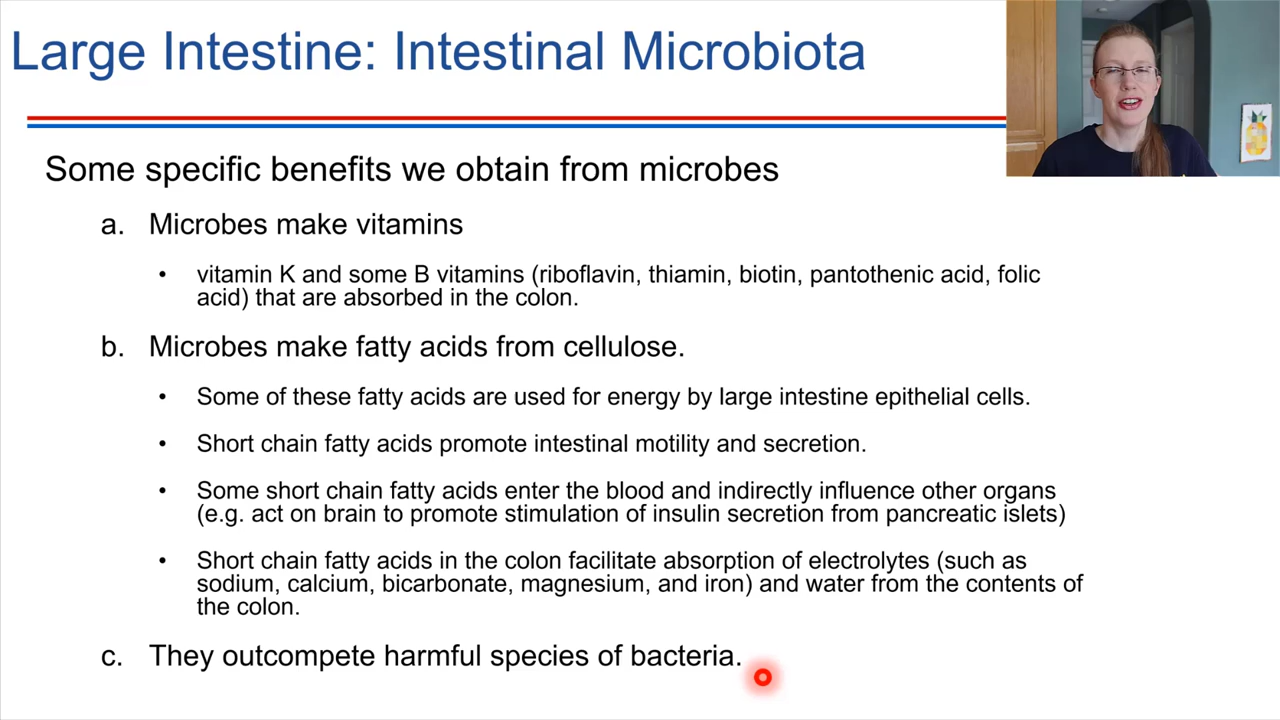 Large Intestine: Intestinal Microbiota
Some specific benefits we obtain from microbes
a. Microbes make vitamins
• vitamin K and some B vitamins (riboflavin, thiamin, biotin, pantothenic acid, folic
acid) that are absorbed in the colon.
b. Microbes make fatty acids from cellulose.
• Some of these fatty acids are used for energy by large intestine epithelial cells.
• Short chain fatty acids promote intestinal motility and secretion.
• Some short chain fatty acids enter the blood and indirectly influence other organs
(e.g. act on brain to promote stimulation of insulin secretion from pancreatic islets)
• Short chain fatty acids in the colon facilitate absorption of electrolytes (such as
sodium, calcium, bicarbonate, magnesium, and iron) and water from the contents of
the colon.
c. They outcompete harmful species of bacteria.